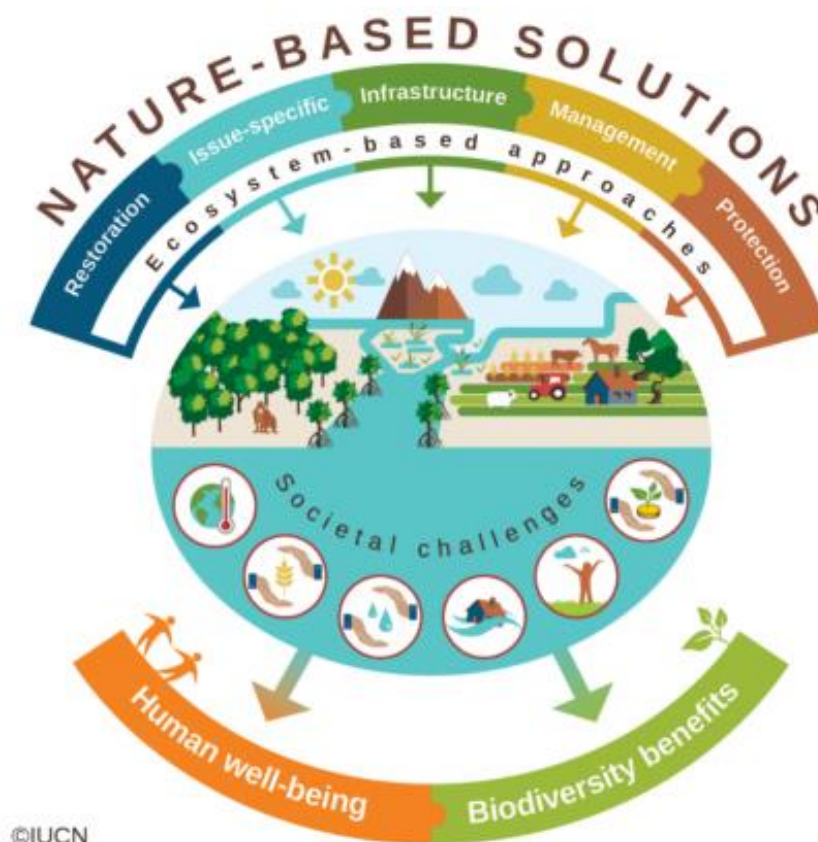 NATURE-BASED SOLUTIONS
Restoration
Issue-specific
Infrastructure
Management
Protection
Ecosystem-based approaches
Societal challenges
Human well-being
Biodiversity benefits
©IUCN